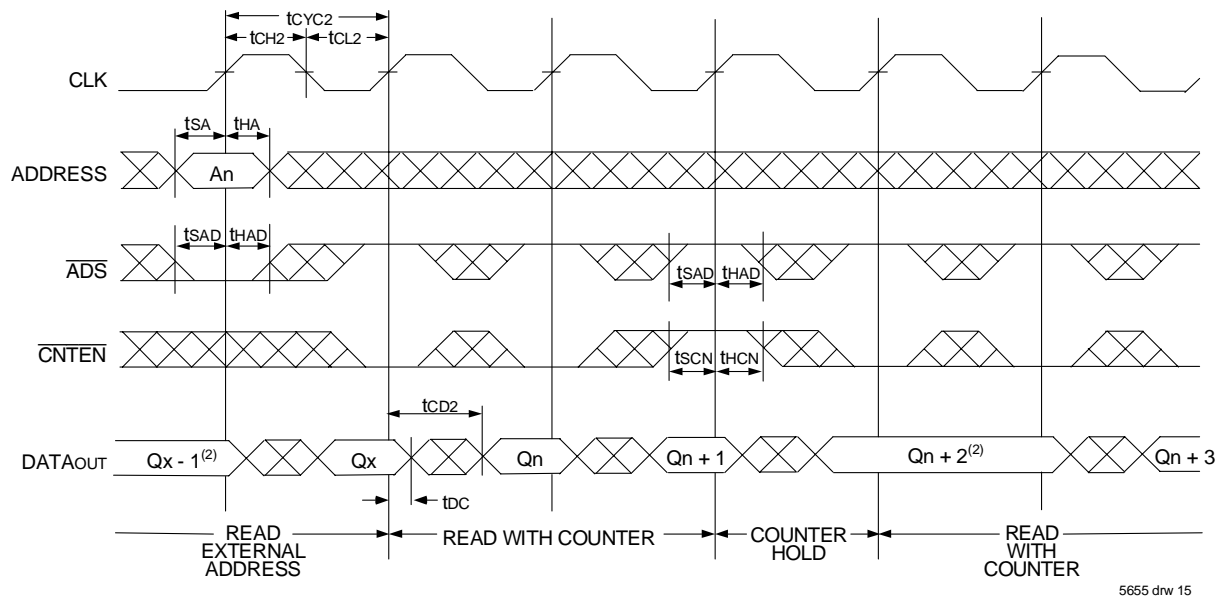 tCYC2
tCH2 tCL2
CLK
tSA tHA
ADDRESS An
tSAD tHAD
ADS
tSAD tHAD
CNTEN
tSCN tHCN
tCD2
DATAOUT Qx - 1(2) Qx Qn Qn + 1 Qn + 2(2) Qn + 3
tDC
READ EXTERNAL ADDRESS
READ WITH COUNTER
COUNTER HOLD
READ WITH COUNTER
5655 drw 15